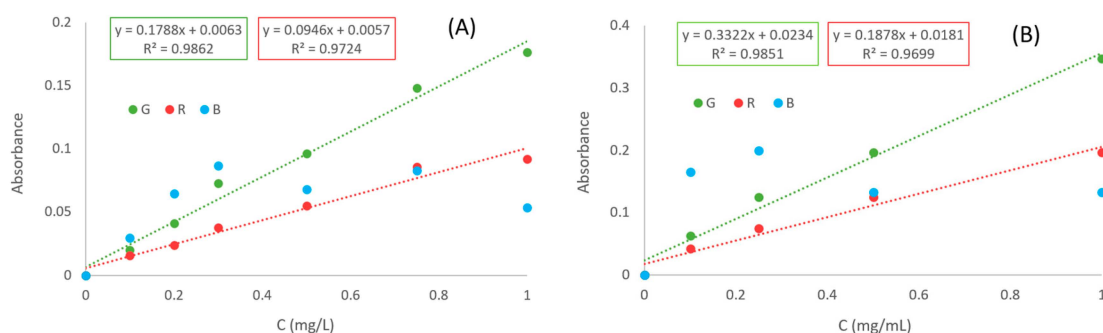 y = 0.1788x + 0.0063
R² = 0.9862
y = 0.0946x + 0.0057
R² = 0.9724
(A)
G R B
0.2
0.15
0.1
0.05
0
Absorbance
0 0.2 0.4 0.6 0.8 1
C (mg/L)
y = 0.3322x + 0.0234
R² = 0.9851
y = 0.1878x + 0.0181
R² = 0.9699
(B)
G R B
0.4
0.3
0.2
0.1
0
Absorbance
0 0.2 0.4 0.6 0.8 1
C (mg/mL)